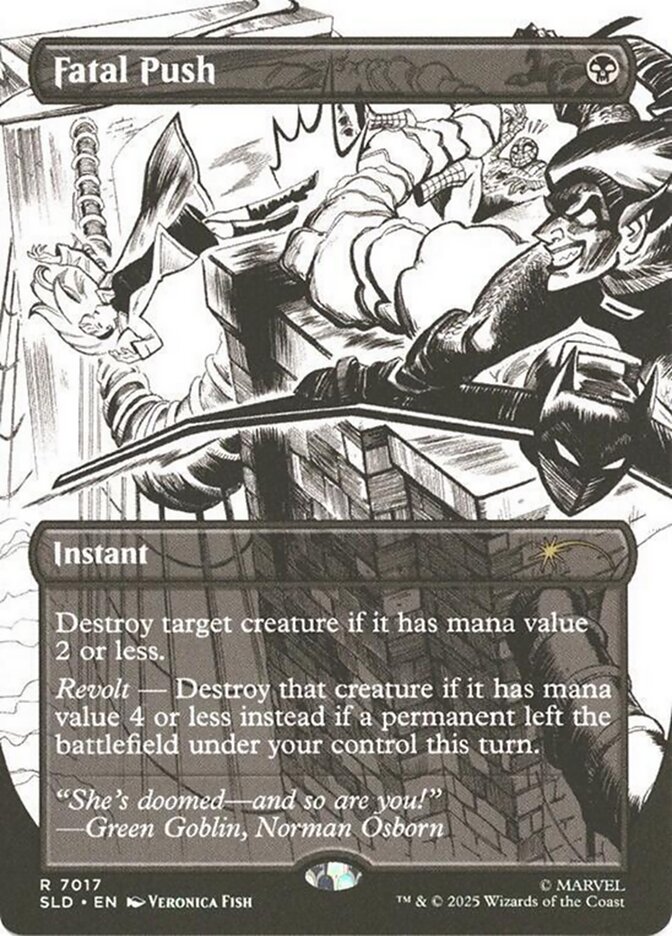 Fatal Push
Instant
Destroy target creature if it has mana value
2 or less.
Revolt — Destroy that creature if it has mana
value 4 or less instead if a permanent left the
battlefield under your control this turn.
“She’s doomed—and so are you!”
—Green Goblin, Norman Osborn
R 7017
© MARVEL
SLD • EN VERONICA FISH
™ & © 2025 Wizards of the Coast